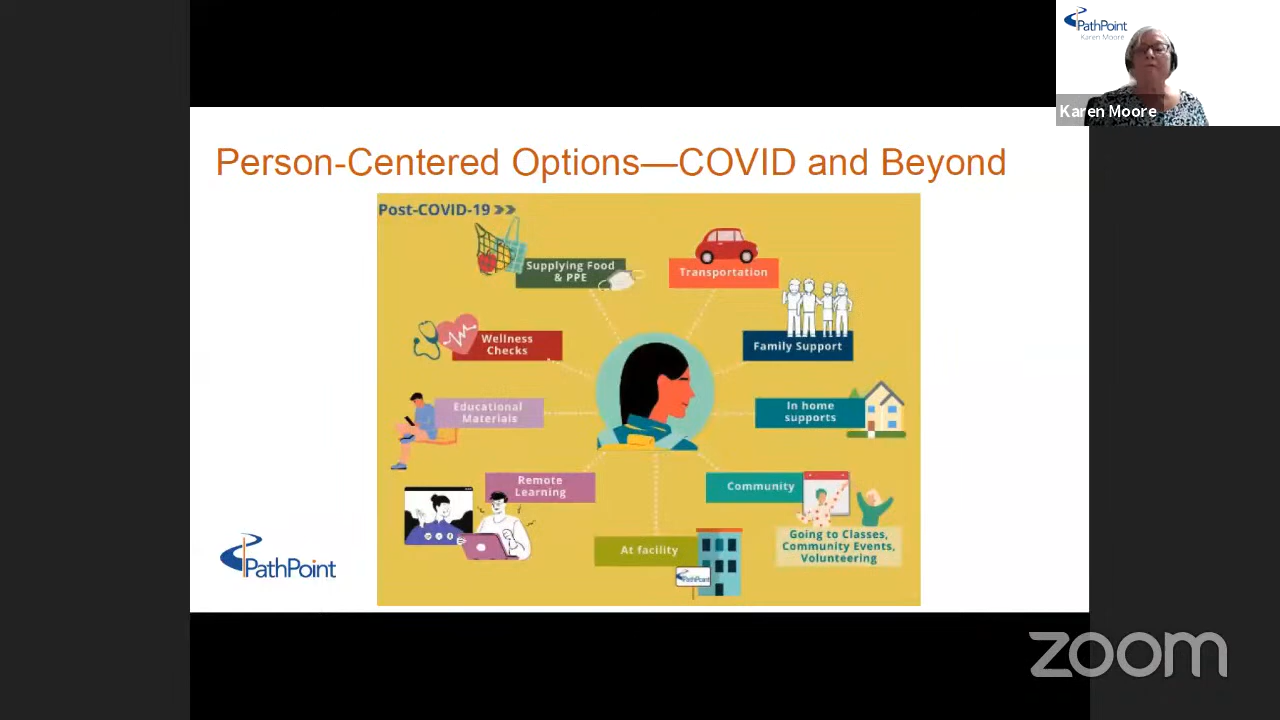 PathPoint
Karen Moore
Karen Moore
Person-Centered Options—COVID and Beyond
Post-COVID-19
Supplying Food
& PPE
Transportation
Wellness
Checks
Family Support
Educational
Materials
In home
supports
Remote
Learning
Community
Going to Classes,
Community Events,
Volunteering
At facility
PathPoint
PathPoint
zoom